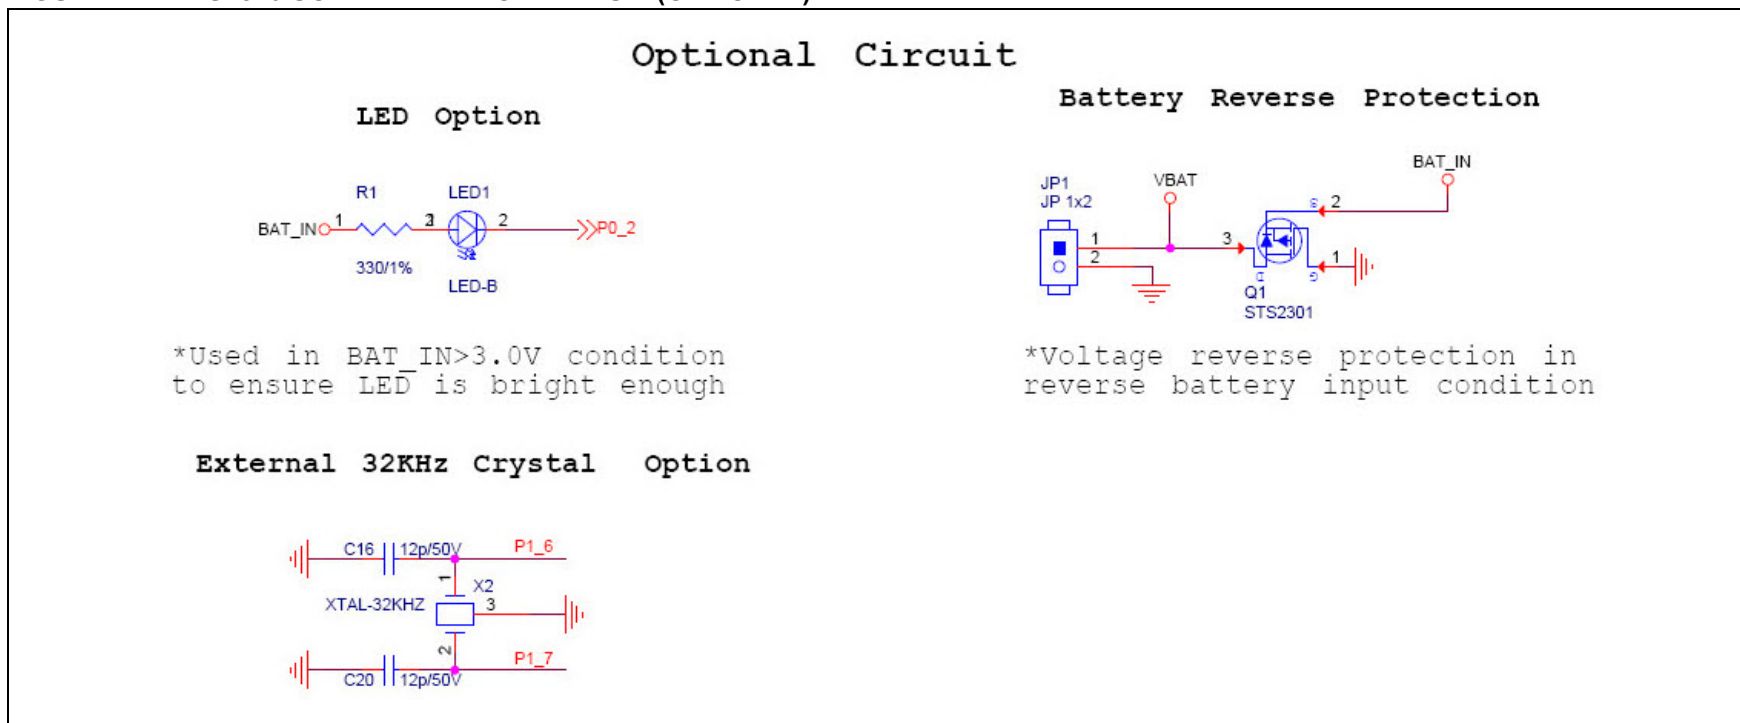 Optional Circuit
LED Option
Battery Reverse Protection
R1
LED1
BAT_IN
1
2
P0_2
330/1%
LED-B
JP1
JP 1x2
VBAT
BAT_IN
1
2
3
S
2
D
G
1
Q1
STS2301
*Used in BAT_IN>3.0V condition
to ensure LED is bright enough
*Voltage reverse protection in
reverse battery input condition
External 32KHz Crystal Option
C16
12p/50V
P1_6
1
X2
XTAL-32KHZ
3
2
P1_7
C20
12p/50V